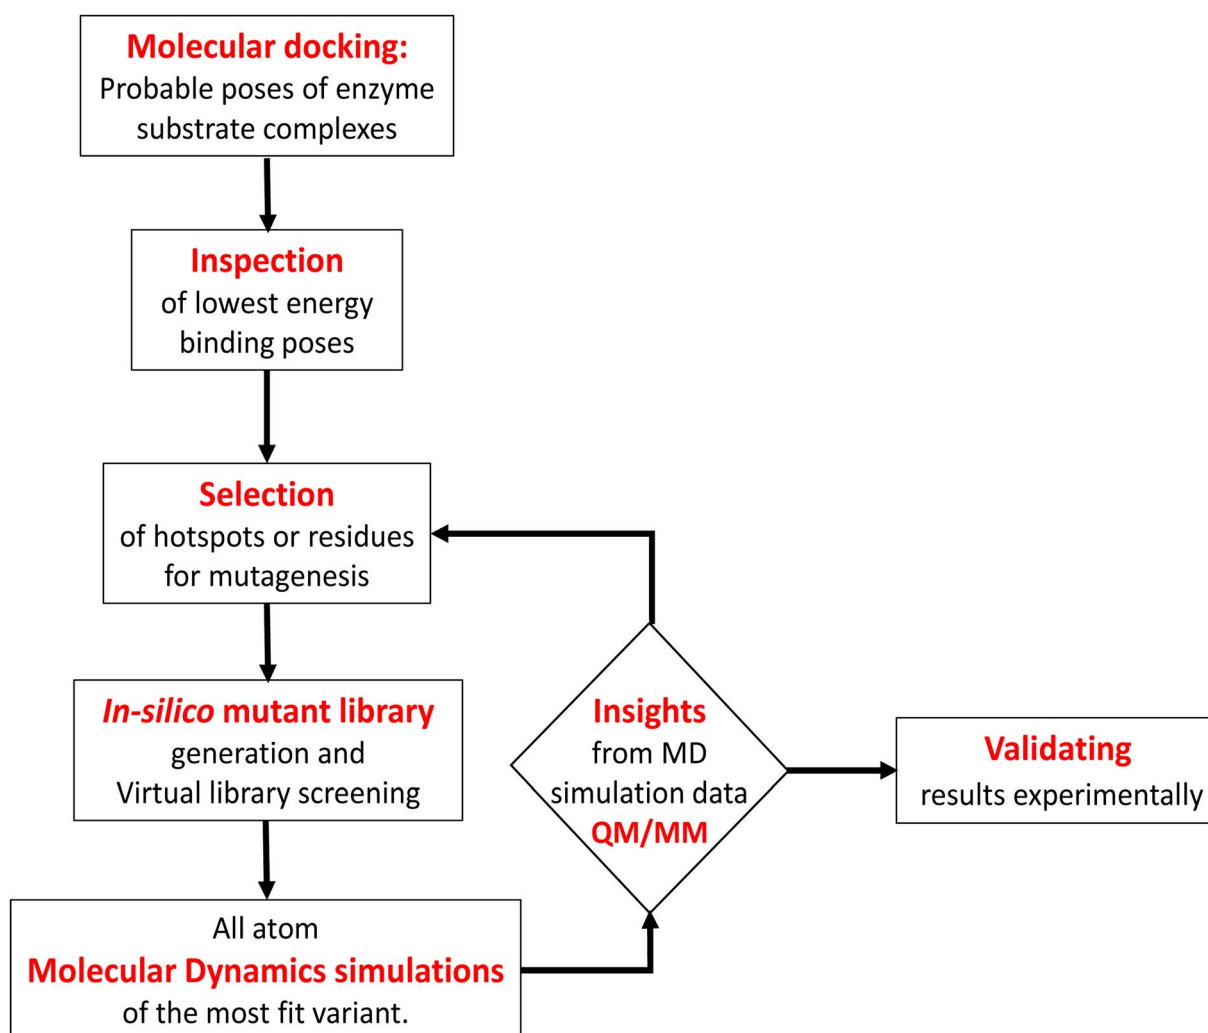 Molecular docking:
Probable poses of enzyme
substrate complexes
Inspection
of lowest energy
binding poses
Selection
of hotspots or residues
for mutagenesis
In-silico mutant library
generation and
Virtual library screening
All atom
Molecular Dynamics simulations
of the most fit variant.
Insights
from MD
simulation data
QM/MM
Validating
results experimentally